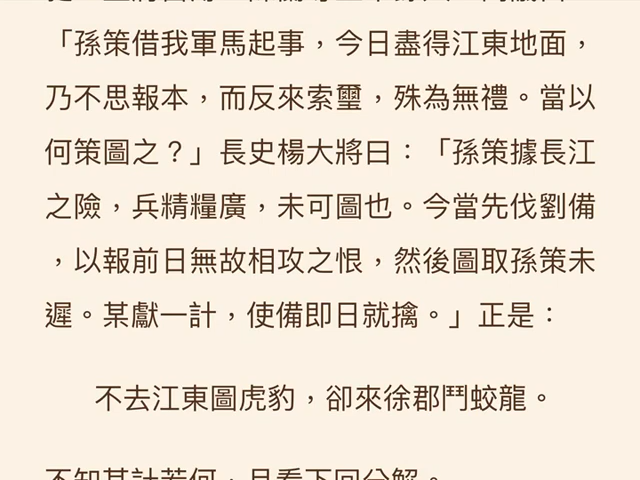 「孫策借我軍馬起事，今日盡得江東地面，
乃不思報本，而反來索璽，殊為無禮。當以
何策圖之？」長史楊大將曰：「孫策據長江
之險，兵精糧廣，未可圖也。今當先伐劉備
，以報前日無故相攻之恨，然後圖取孫策未
遲。某獻一計，使備即日就擒。」正是：
不去江東圖虎豹，卻來徐郡鬥蛟龍。
不知其計若何，且看下回分解。